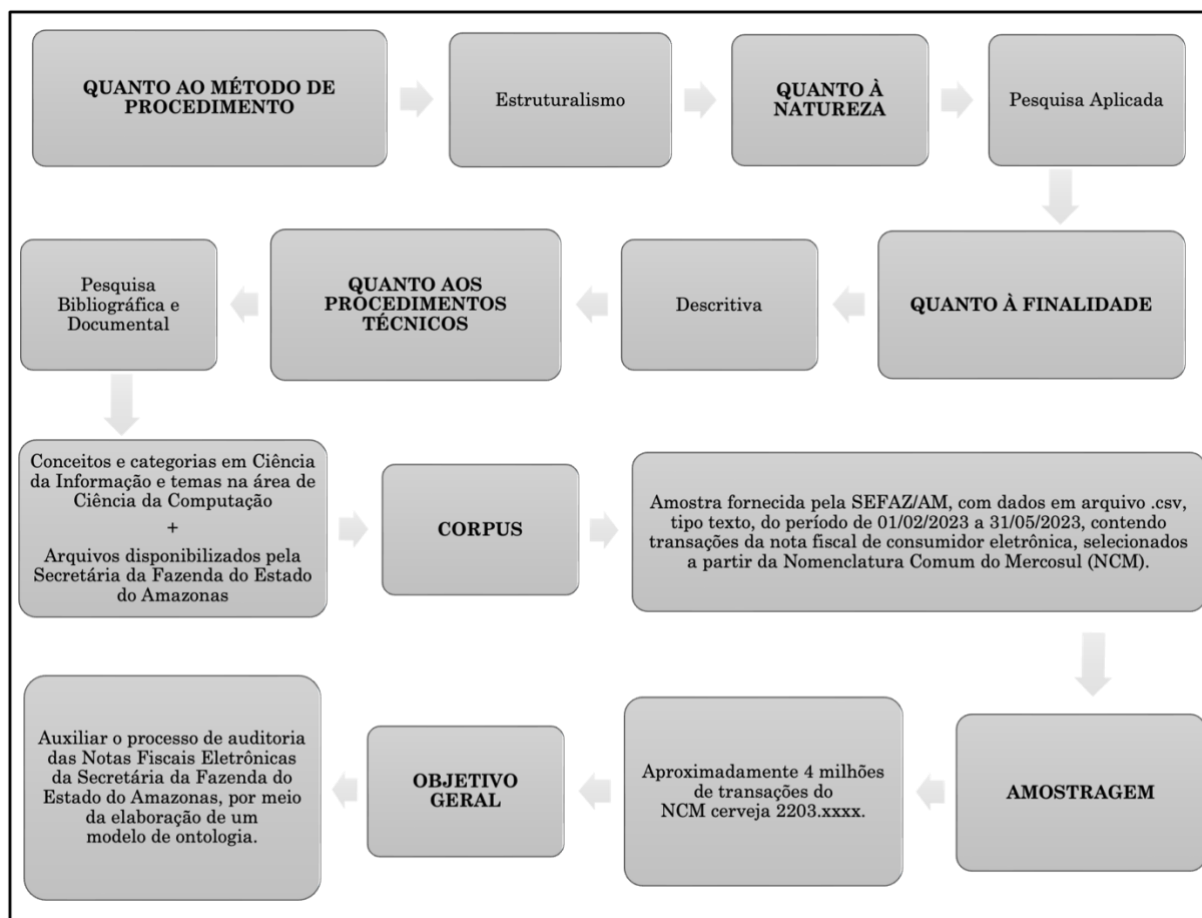 QUANTO AO MÉTODO DE
PROCEDIMENTO
Estruturalismo
QUANTO À
NATUREZA
Pesquisa Aplicada
QUANTO À FINALIDADE
Descritiva
QUANTO AOS
PROCEDIMENTOS
TÉCNICOS
Pesquisa
Bibliográfica e
Documental
Conceitos e categorias em Ciência
da Informação e temas na área de
Ciência da Computação
+
Arquivos disponibilizados pela
Secretária da Fazenda do Estado
do Amazonas
CORPUS
Amostra fornecida pela SEFAZ/AM, com dados em arquivo .csv,
tipo texto, do período de 01/02/2023 a 31/05/2023, contendo
transações da nota fiscal de consumidor eletrônica, selecionados
a partir da Nomenclatura Comum do Mercosul (NCM).
AMOSTRAGEM
Aproximadamente 4 milhões
de transações do
NCM cerveja 2203.xxxx.
OBJETIVO
GERAL
Auxiliar o processo de auditoria
das Notas Fiscais Eletrônicas
da Secretária da Fazenda do
Estado do Amazonas, por meio
da elaboração de um
modelo de ontologia.